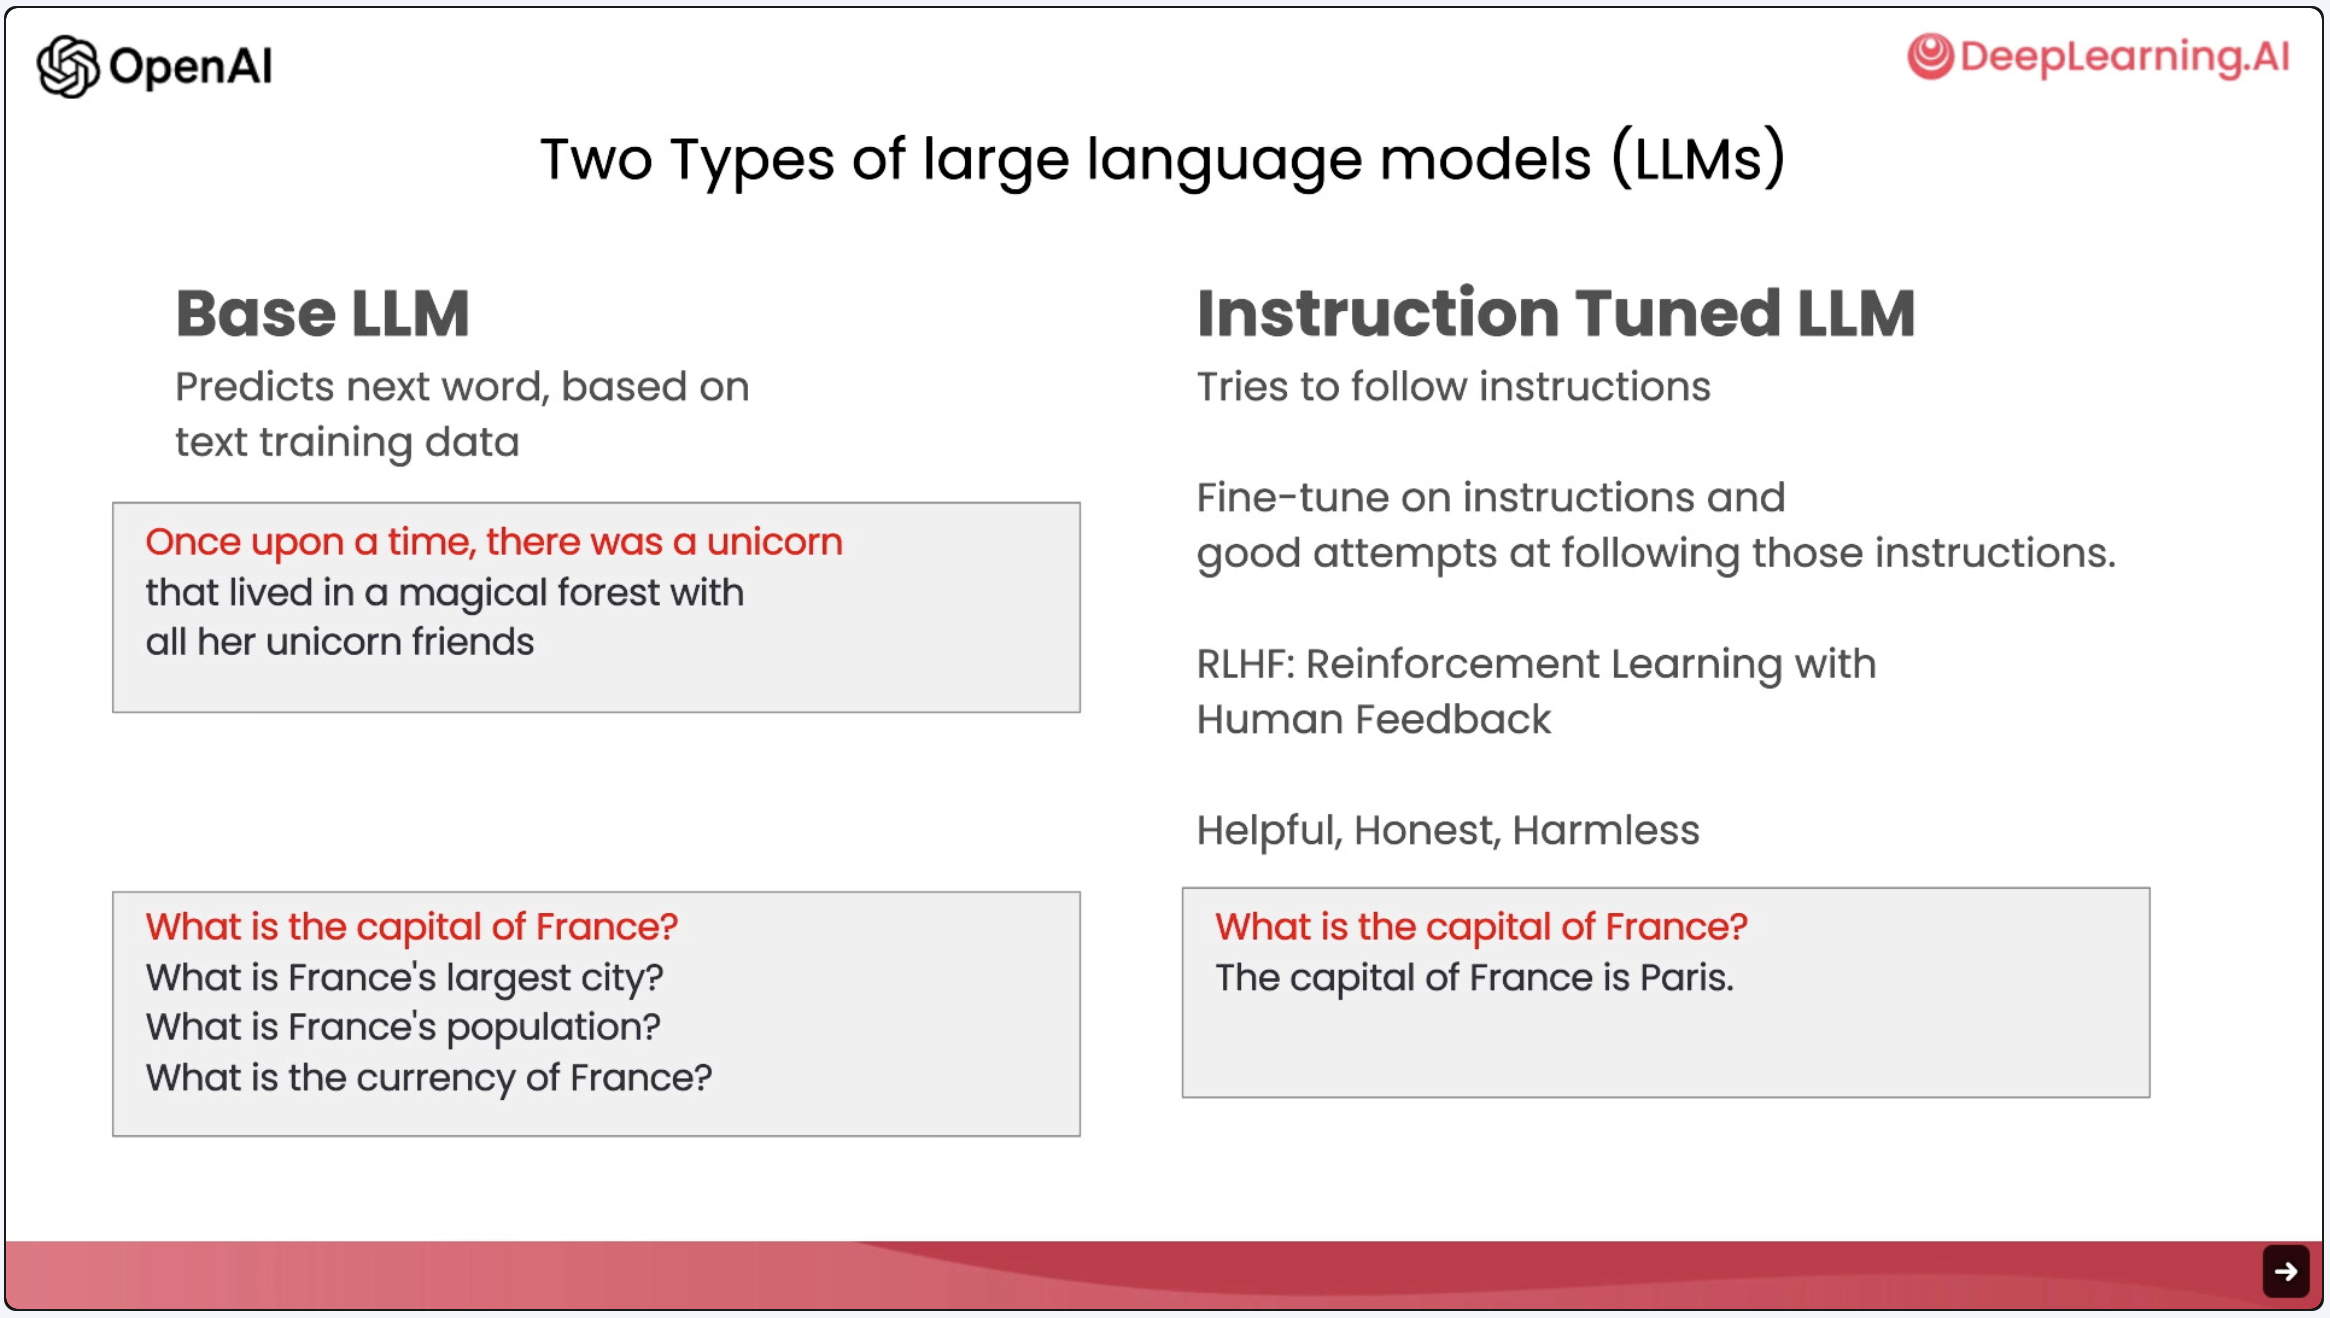 OpenAI
DeepLearning.AI
Two Types of large language models (LLMs)
Base LLM
Predicts next word, based on
text training data
Once upon a time, there was a unicorn
that lived in a magical forest with
all her unicorn friends
What is the capital of France?
What is France's largest city?
What is France's population?
What is the currency of France?
Instruction Tuned LLM
Tries to follow instructions
Fine-tune on instructions and
good attempts at following those instructions.
RLHF: Reinforcement Learning with
Human Feedback
Helpful, Honest, Harmless
What is the capital of France?
The capital of France is Paris.